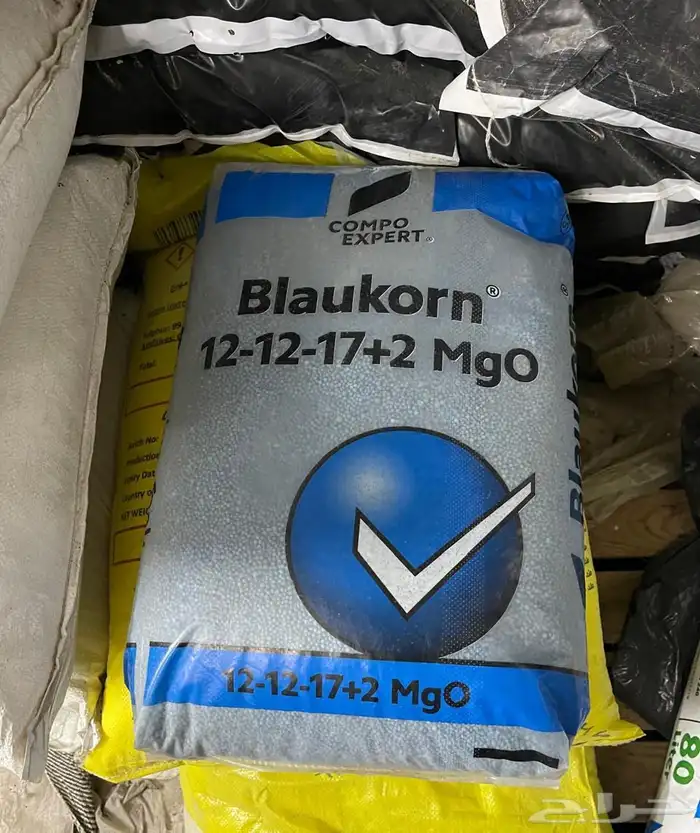 COMPO
EXPERT®
Blaukorn®
12-12-17+2 MgO
12-12-17+2 MgO
Blaukorn®
80
حراج